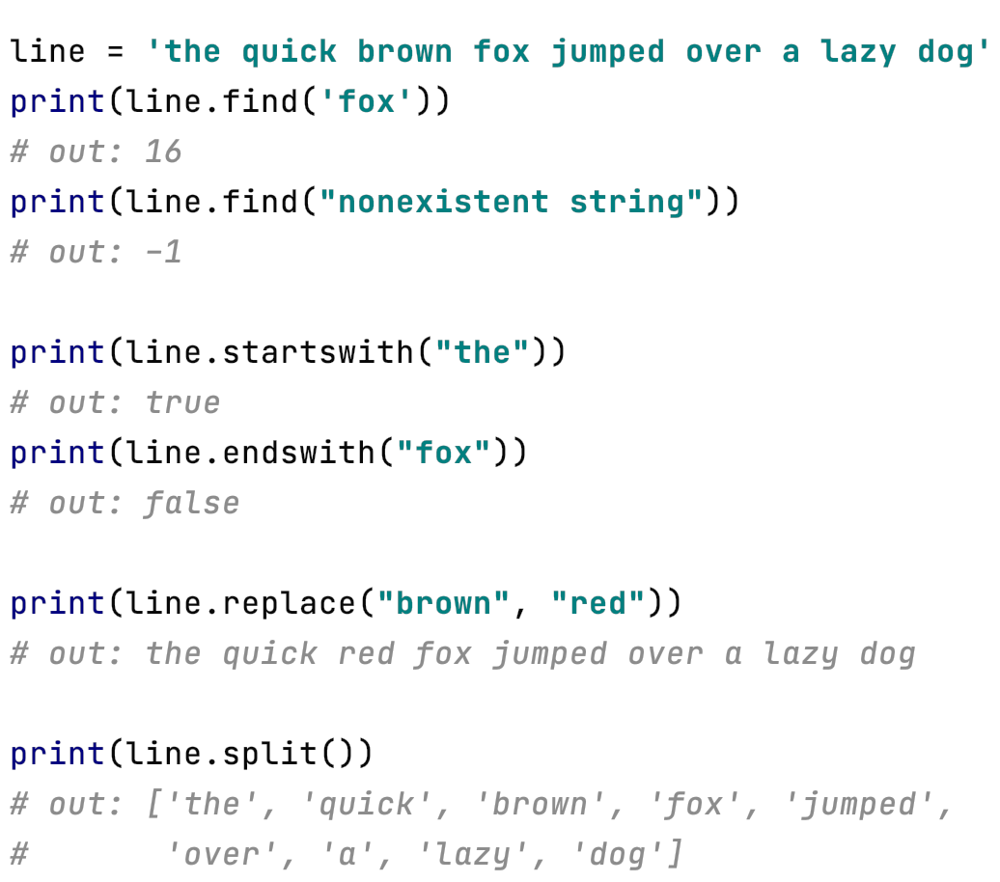 line = 'the quick brown fox jumped over a lazy dog'
print(line.find('fox'))
# out: 16
print(line.find("nonexistent string"))
# out: -1
print(line.startswith("the"))
# out: true
print(line.endswith("fox"))
# out: false
print(line.replace("brown", "red"))
# out: the quick red fox jumped over a lazy dog
print(line.split())
# out: ['the', 'quick', 'brown', 'fox', 'jumped',
#       'over', 'a', 'lazy', 'dog']